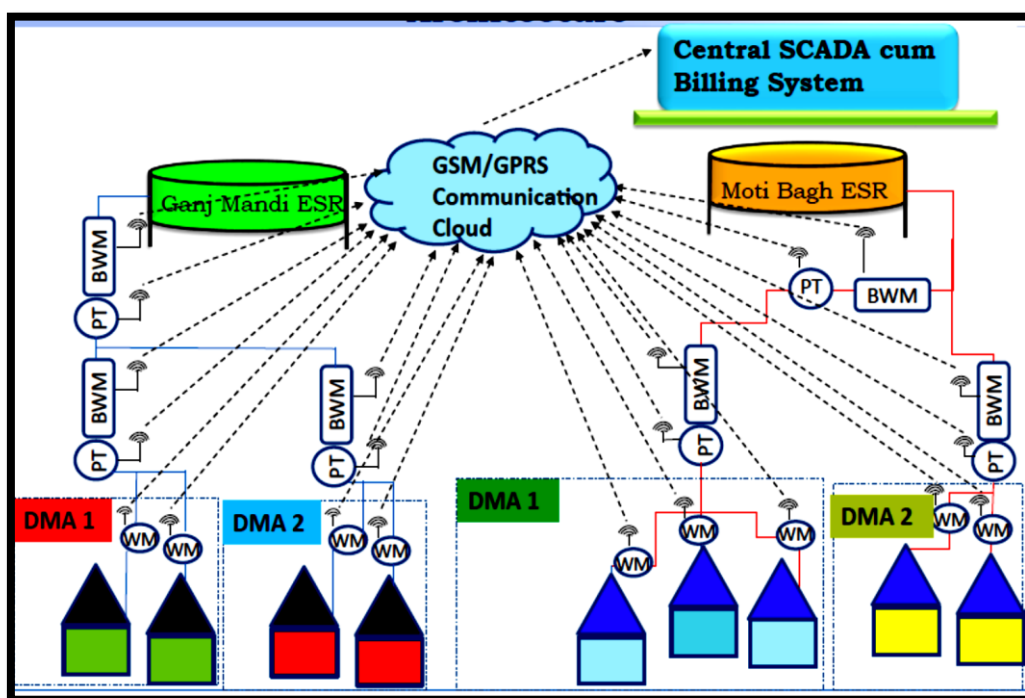 Central SCADA cum
Billing System
GSM/GPRS
Communication
Cloud
Ganj Mandi ESR
Moti Bagh ESR
BWM
PT
BWM
PT
BWM
PT
PT
BWM
BWM
PT
BWM
PT
DMA 1
WM
WM
DMA 2
WM
WM
DMA 1
WM
WM
WM
DMA 2
WM
WM